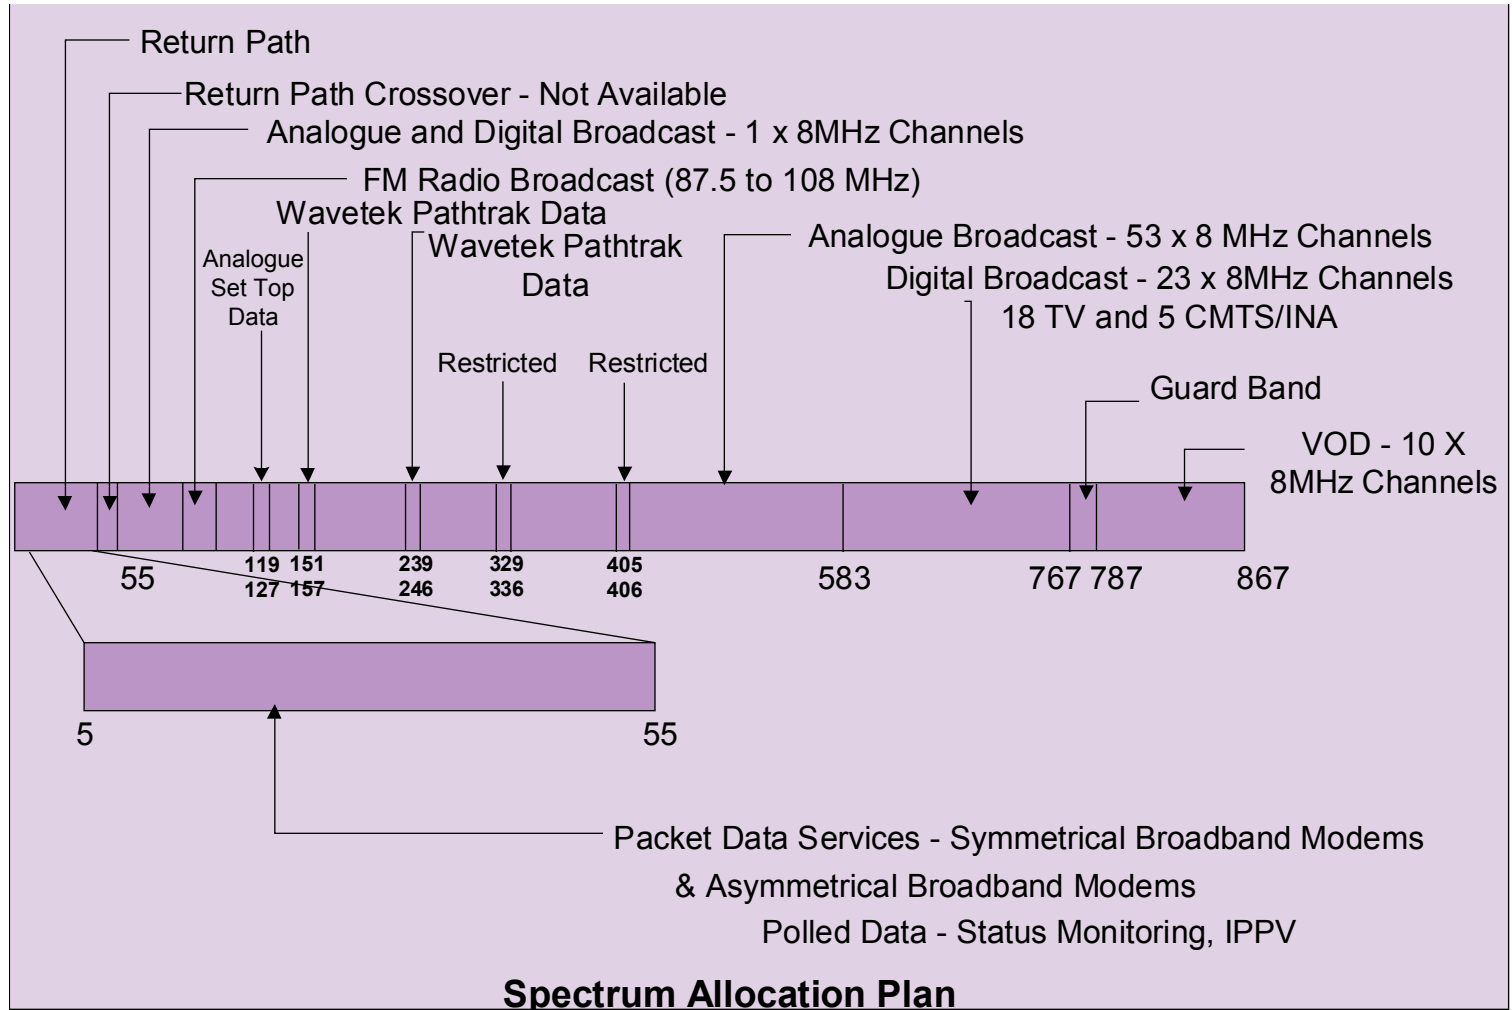 Return Path
Return Path Crossover - Not Available
Analogue and Digital Broadcast - 1 x 8MHz Channels
FM Radio Broadcast (87.5 to 108 MHz)
Wavetek Pathtrak Data
Wavetek Pathtrak
Data
Analogue
Set Top
Data
Analogue Broadcast - 53 x 8 MHz Channels
Digital Broadcast - 23 x 8MHz Channels
18 TV and 5 CMTS/INA
Restricted
Restricted
Guard Band
VOD - 10 X
8MHz Channels
55
119
127
151
157
239
246
329
336
405
406
583
767
787
867
5
55
Packet Data Services - Symmetrical Broadband Modems
& Asymmetrical Broadband Modems
Polled Data - Status Monitoring, IPPV
Spectrum Allocation Plan